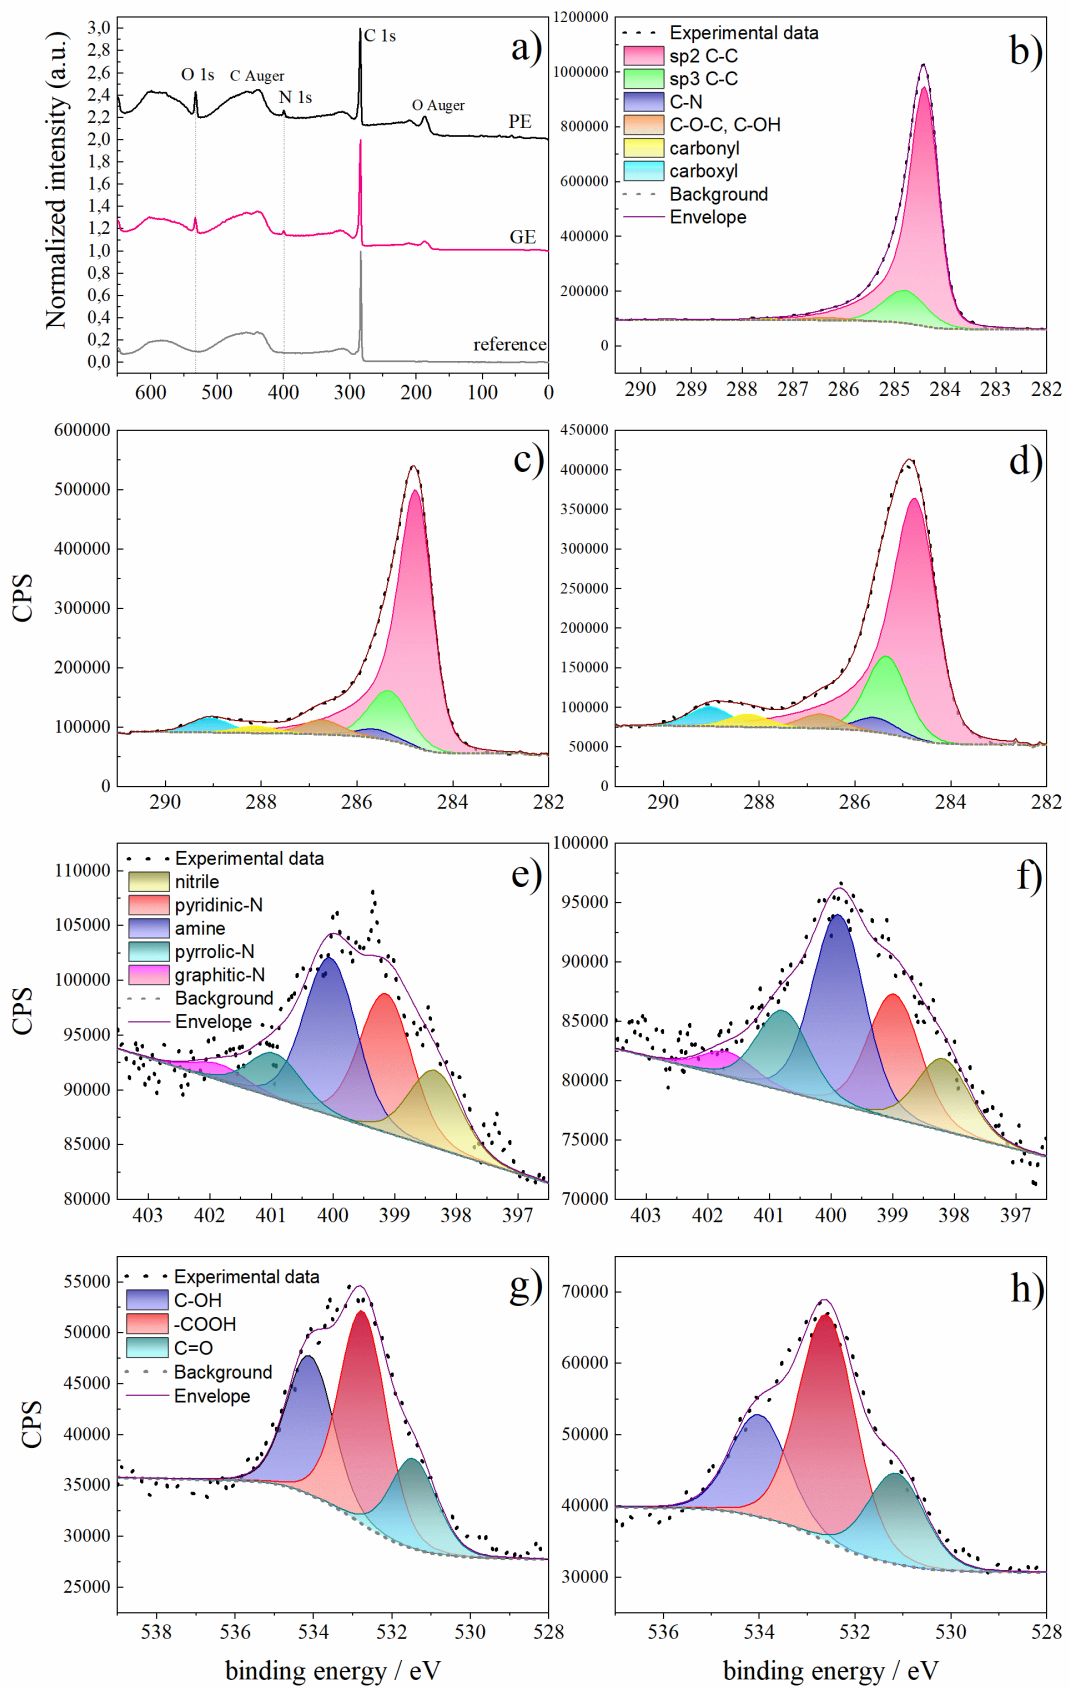 a)
Normalized intensity (a.u.)
3,0
2,8
2,6
2,4
2,2
2,0
1,8
1,6
1,4
1,2
1,0
0,8
0,6
0,4
0,2
0,0
C 1s
O 1s
C Auger
N 1s
O Auger
PE
GE
reference
600 500 400 300 200 100 0
b)
1200000
1000000
800000
600000
400000
200000
0
Experimental data
sp2 C-C
sp3 C-C
C-N
C-O-C, C-OH
carbonyl
carboxyl
Background
Envelope
290 289 288 287 286 285 284 283 282
c)
CPS
600000
500000
400000
300000
200000
100000
0
290 288 286 284 282
d)
450000
400000
350000
300000
250000
200000
150000
100000
50000
0
290 288 286 284 282
e)
CPS
110000
105000
100000
95000
90000
85000
80000
Experimental data
nitrile
pyridinic-N
amine
pyrrolic-N
graphitic-N
Background
Envelope
403 402 401 400 399 398 397
f)
100000
95000
90000
85000
80000
75000
70000
403 402 401 400 399 398 397
g)
CPS
55000
50000
45000
40000
35000
30000
25000
Experimental data
C-OH
-COOH
C=O
Background
Envelope
538 536 534 532 530 528
binding energy / eV
h)
70000
60000
50000
40000
30000
536 534 532 530 528
binding energy / eV